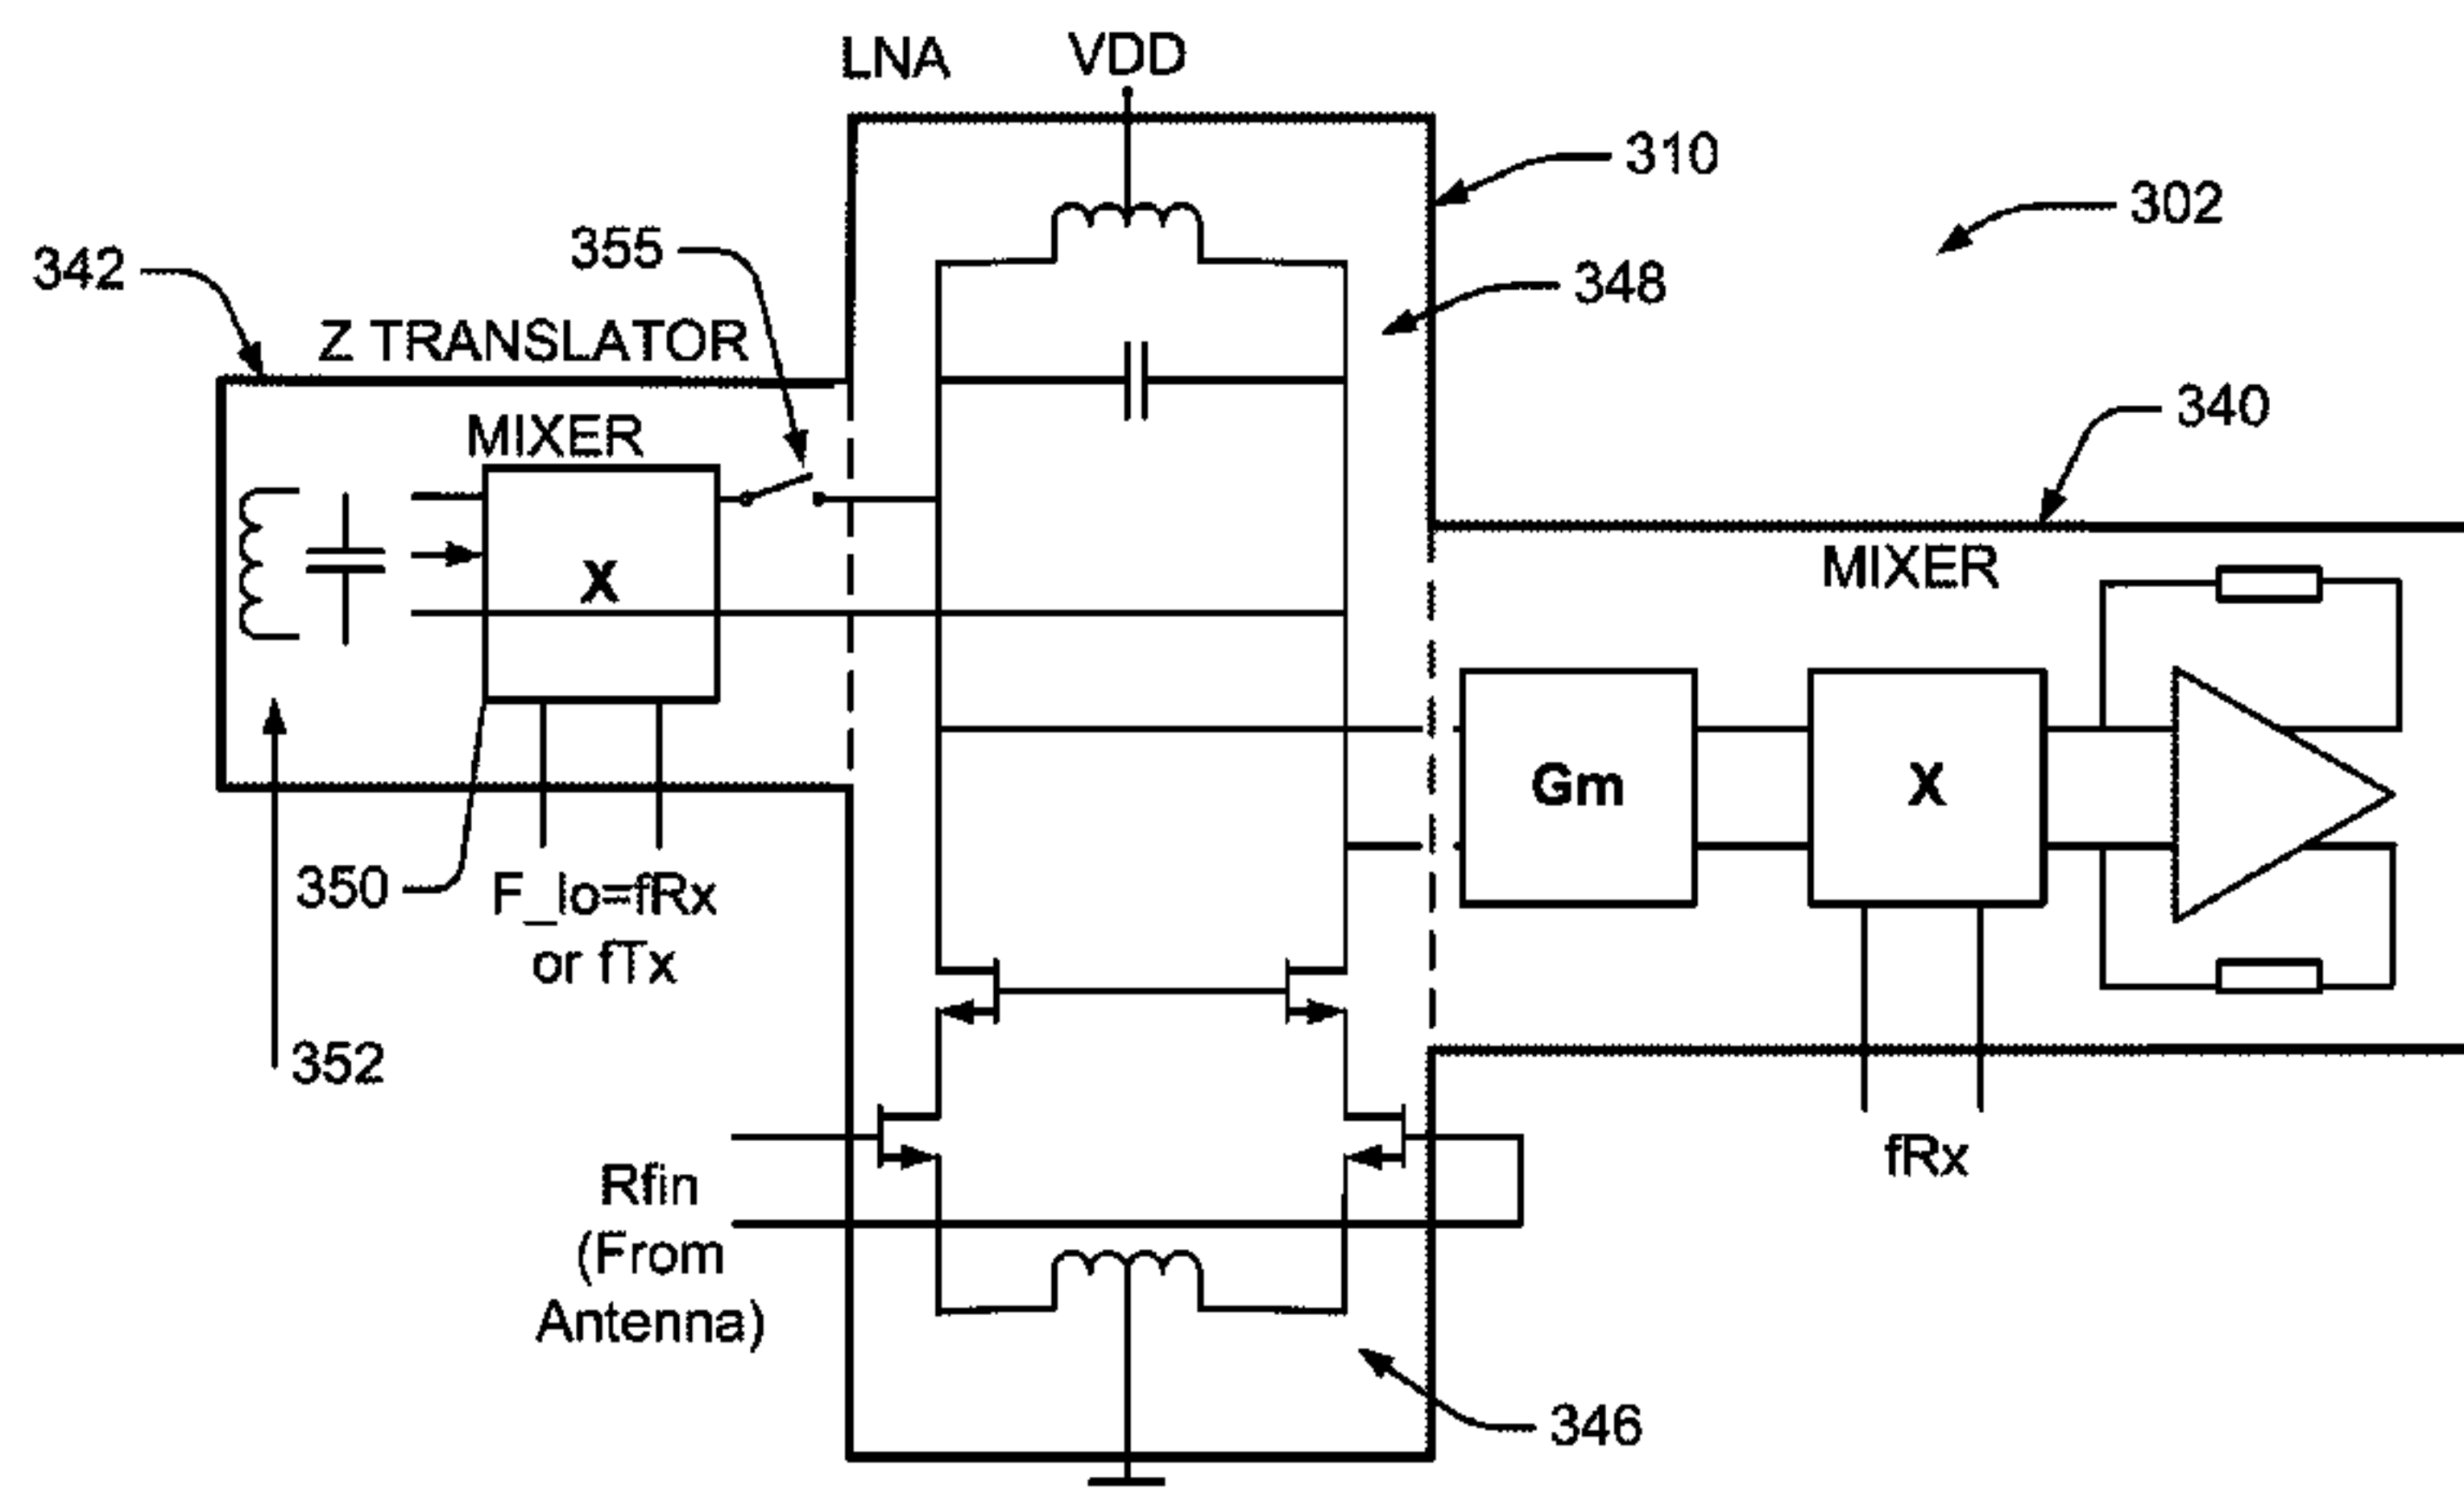 LNA
VDD
310
302
355
342
348
Z TRANSLATOR
340
MIXER
MIXER
X
Gm
X
350
F_lo=fRx
or fTx
352
fRx
Rfin
(From
Antenna)
346